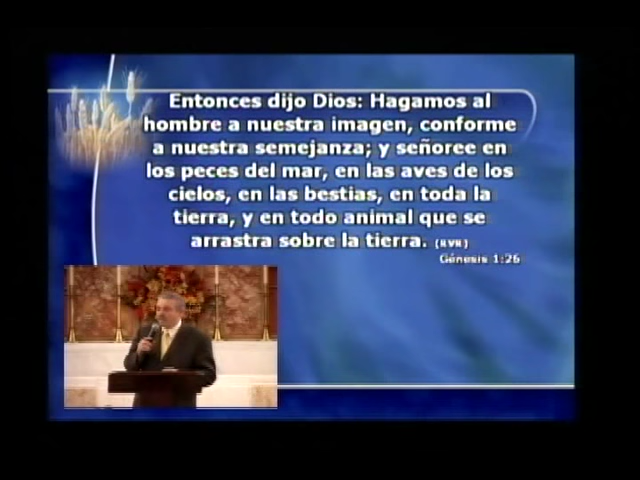 Entonces dijo Dios: Hagamos al
hombre a nuestra imagen, conforme
a nuestra semejanza; y señoree en
los peces del mar, en las aves de los
cielos, en las bestias, en toda la
tierra, y en todo animal que se
arrastra sobre la tierra. (RVR)
Génesis 1:26